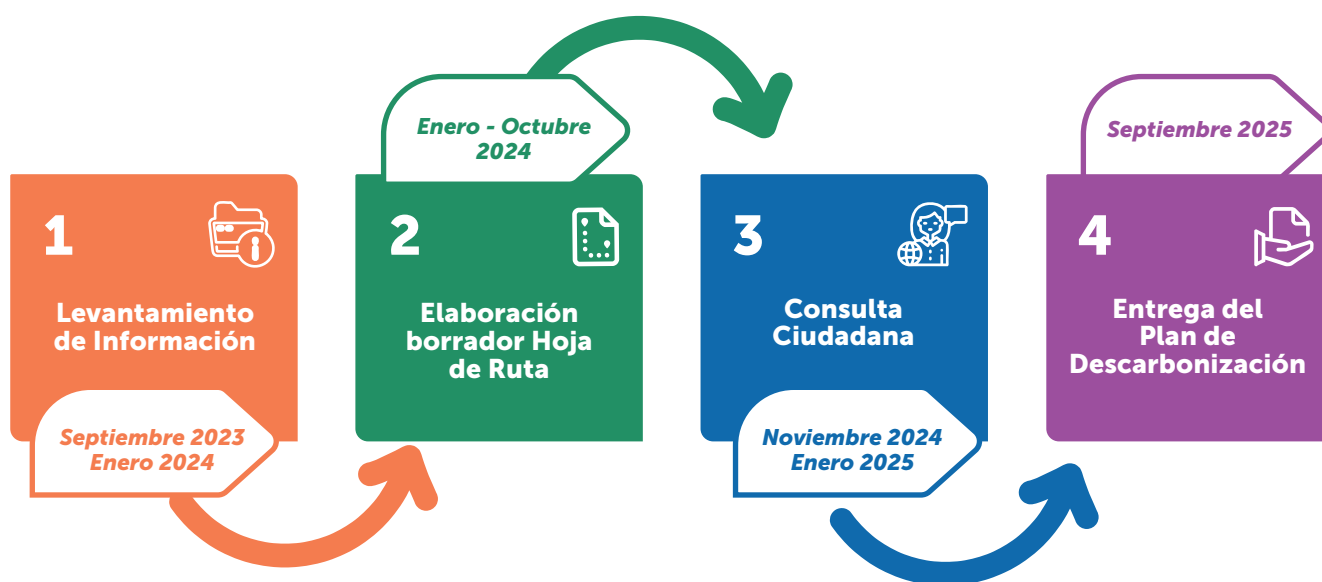 1
Levantamiento
de Información
Septiembre 2023
Enero 2024
Enero - Octubre
2024
2
Elaboración
borrador Hoja
de Ruta
3
Consulta
Ciudadana
Noviembre 2024
Enero 2025
Septiembre 2025
4
Entrega del
Plan de
Descarbonización